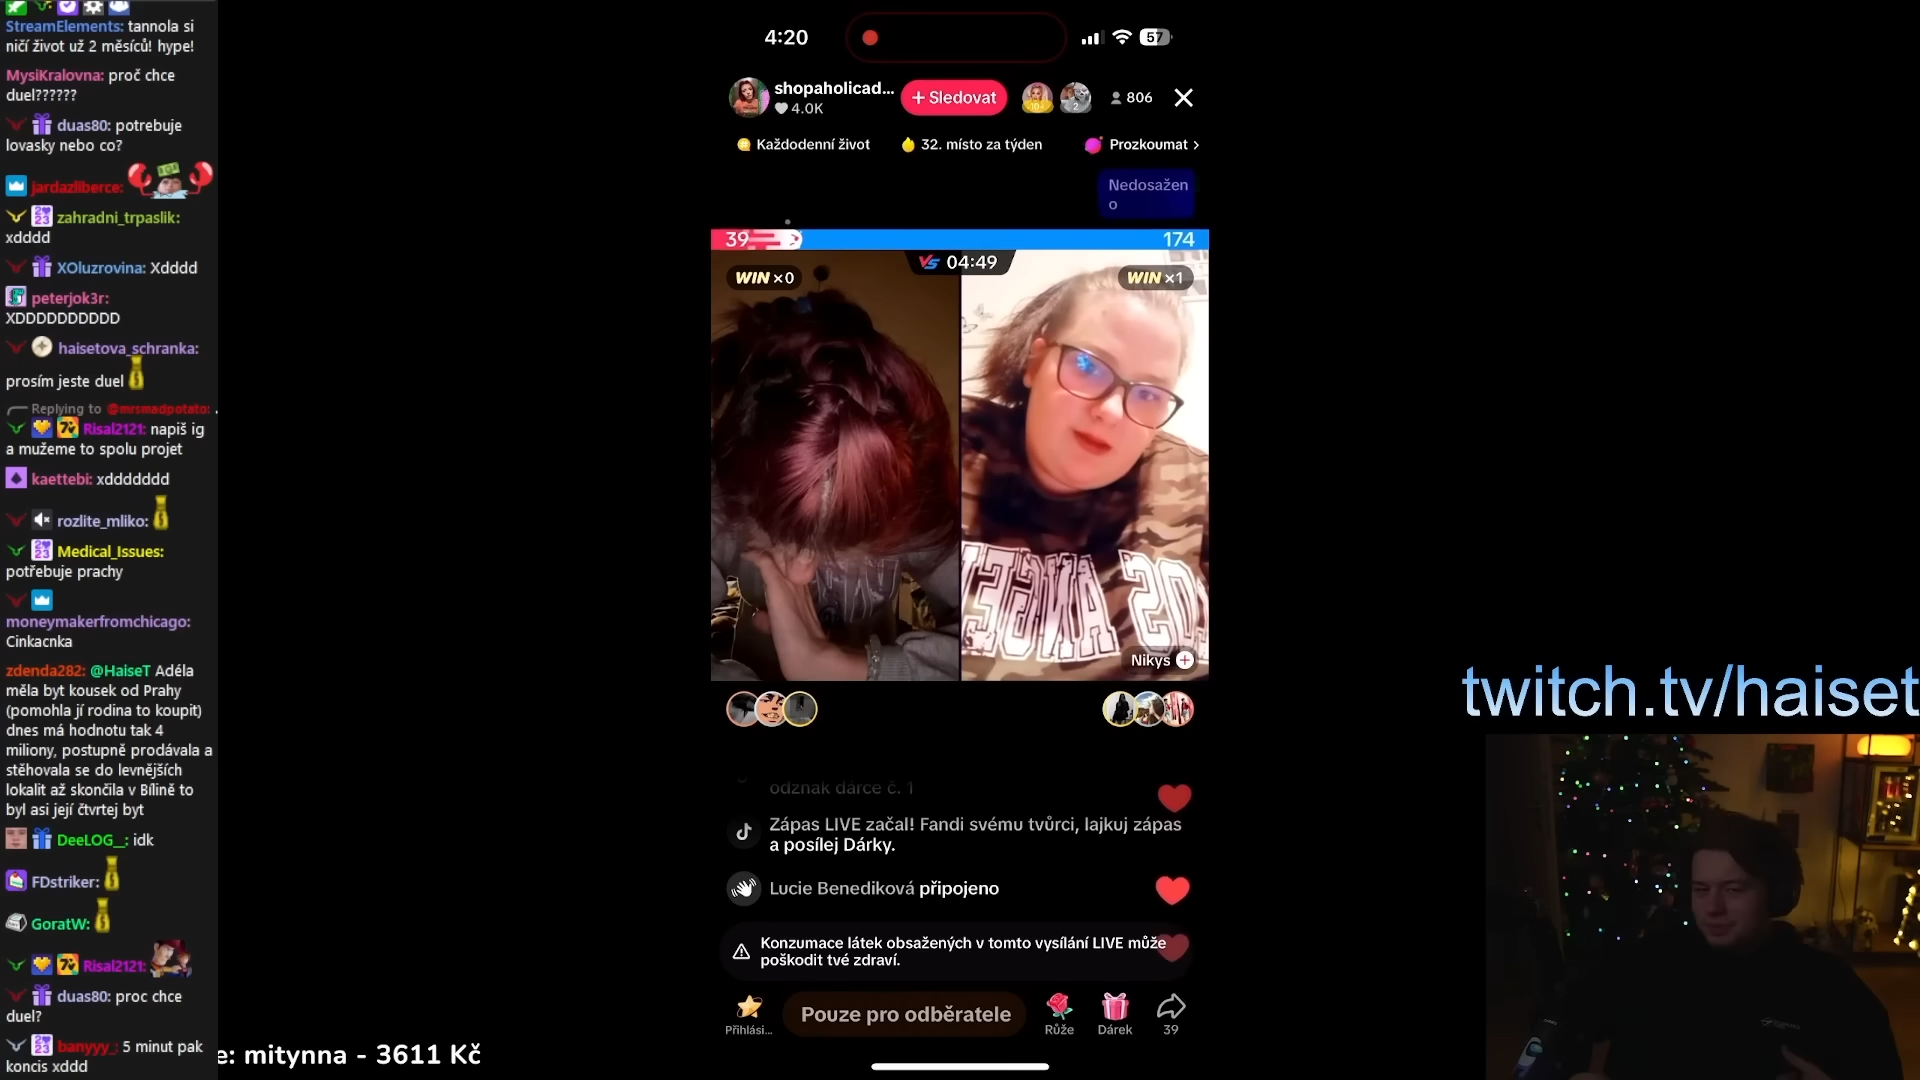 StreamElements: tannola si
ničí život už 2 měsíců! hype!
MysiKralovna: proč chce
duel??????
duas80: potrebuje
lovasky nebo co?
jardazliberce:
zahradni_trpaslik:
xdddd
XOluzrovina: Xdddd
peterjok3r:
XDDDDDDDDDD
haisetova_schranka:
prosím jeste duel
Replying to @mrsmadpotato: .
Risal2121: napiš ig
a mužeme to spolu projet
kaettebi: xddddddd
rozlite_mliko:
Medical_Issues:
potřebuje prachy
moneymakerfromchicago:
Cinkacnka
zdenda282: @HaiseT Adéla
měla byt kousek od Prahy
(pomohla jí rodina to koupit)
dnes má hodnotu tak 4
miliony, postupně prodávala a
stěhovala se do levnějších
lokalit až skončila v Bílině to
byl asi její čtvrtej byt
DeeLOG__: idk
FDstriker:
GoratW:
Risal2121:
duas80: proc chce
duel?
banyyy_: 5 minut pak
koncis xddd
e: mitynna - 3611 Kč
4:20
57
shopaholicad...
4.0K
+ Sledovat
806
Každodenní život
32. místo za týden
Prozkoumat >
Nedosažen
o
39
174
VS 04:49
WIN ×0
WIN ×1
Nikys
odznak dárce č. 1
Zápas LIVE začal! Fandi svému tvůrci, lajkuj zápas
a posílej Dárky.
Lucie Benediková připojeno
Konzumace látek obsažených v tomto vysílání LIVE může
poškodit tvé zdraví.
Přihlási...
Pouze pro odběratele
Růže
Dárek
39
twitch.tv/haiset